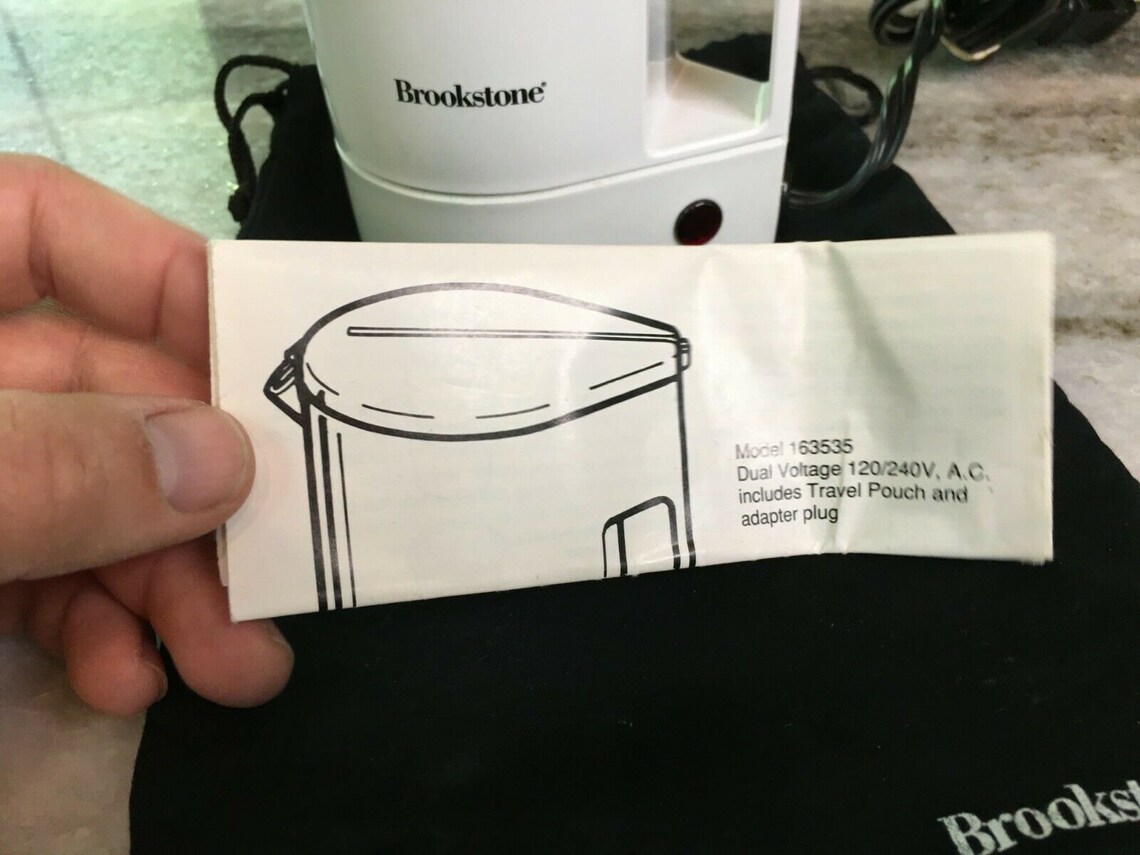 Brookstone®
Model 163535
Dual Voltage 120/240V, A.C.
includes Travel Pouch and
adapter plug
Brookst